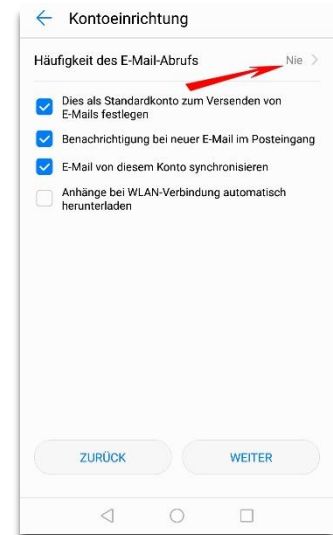 Kontoeinrichtung
Häufigkeit des E-Mail-Abrufs Nie
Dies als Standardkonto zum Versenden von
E-Mails festlegen
Benachrichtigung bei neuer E-Mail im Posteingang
E-Mail von diesem Konto synchronisieren
Anhänge bei WLAN-Verbindung automatisch
herunterladen
ZURÜCK WEITER